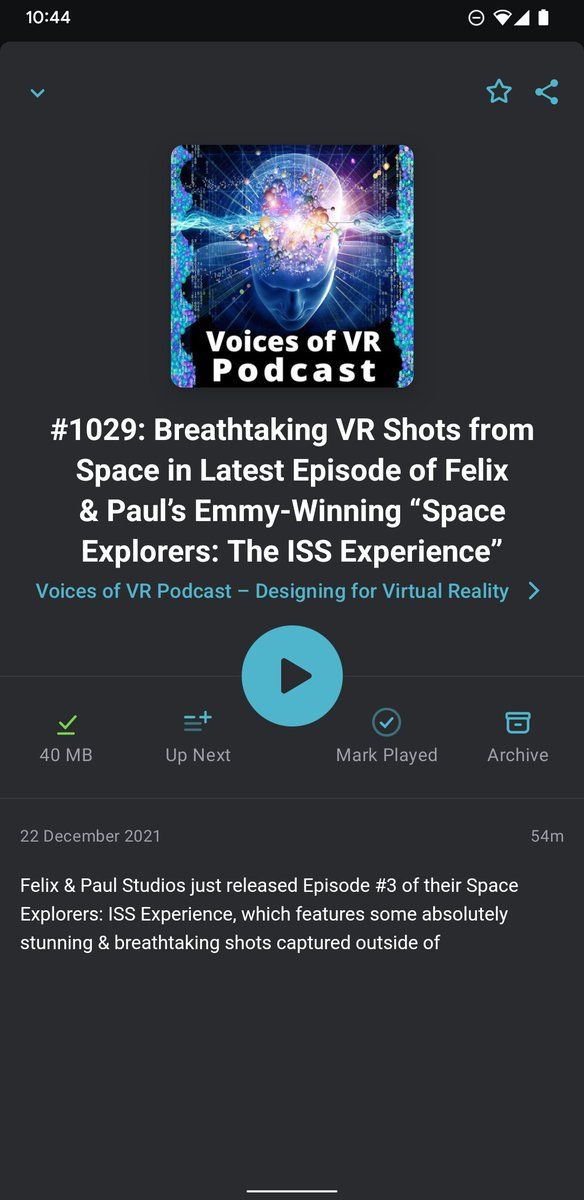 10:44
Voices of VR
Podcast
#1029: Breathtaking VR Shots from
Space in Latest Episode of Felix
& Paul’s Emmy-Winning “Space
Explorers: The ISS Experience”
Voices of VR Podcast – Designing for Virtual Reality
40 MB
Up Next
Mark Played
Archive
22 December 2021
54m
Felix & Paul Studios just released Episode #3 of their Space
Explorers: ISS Experience, which features some absolutely
stunning & breathtaking shots captured outside of